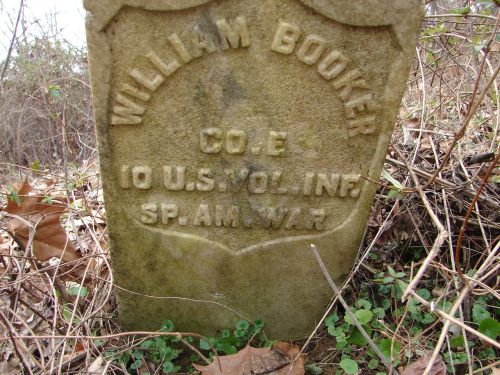 WILLIAM BOOKER
CO. E
10 U.S. VOL. INF.
SP. AM. WAR